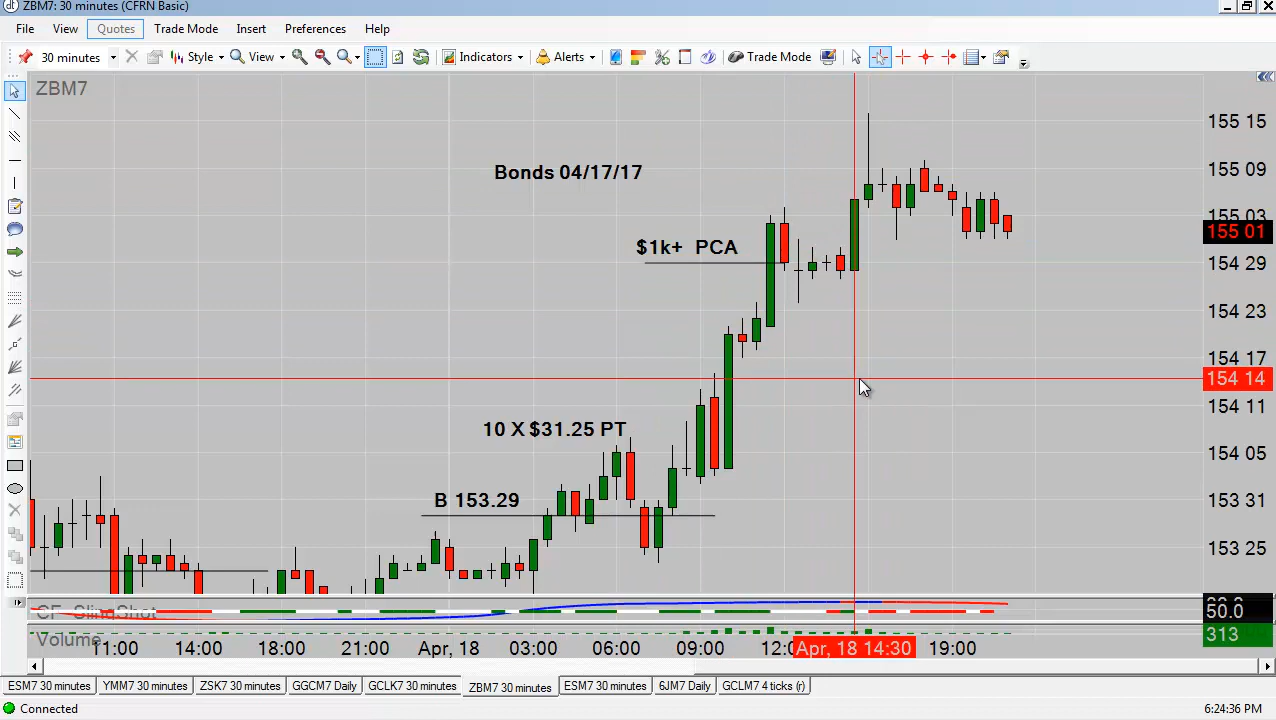 ZBM7: 30 minutes (CFRN Basic)
File View Quotes Trade Mode Insert Preferences Help
30 minutes Style View Indicators Alerts Trade Mode
ZBM7
155 15
Bonds 04/17/17
155 09
155 03
155 01
$1k+ PCA
154 29
154 23
154 17
154 14
154 11
10 X $31.25 PT
154 05
B 153.29
153 31
153 25
CF SlingShot
50.0
Volume
313
11:00 14:00 18:00 21:00 Apr, 18 03:00 06:00 09:00 Apr, 18 14:30 19:00
ESM7 30 minutes YMM7 30 minutes ZSK7 30 minutes GGCM7 Daily GCLK7 30 minutes ZBM7 30 minutes ESM7 30 minutes 6JM7 Daily GCLM7 4 ticks (r)
Connected 6:24:36 PM